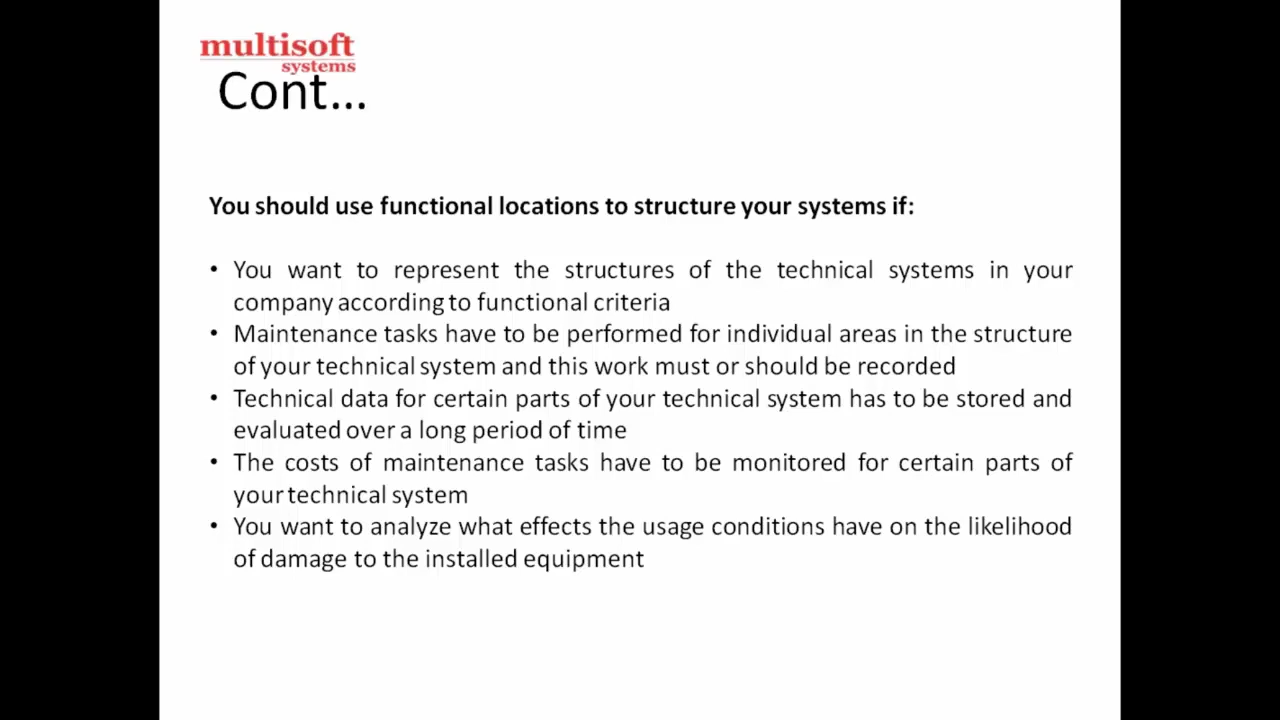 multisoft
systems
Cont...
You should use functional locations to structure your systems if:
• You want to represent the structures of the technical systems in your
company according to functional criteria
• Maintenance tasks have to be performed for individual areas in the structure
of your technical system and this work must or should be recorded
• Technical data for certain parts of your technical system has to be stored and
evaluated over a long period of time
• The costs of maintenance tasks have to be monitored for certain parts of
your technical system
• You want to analyze what effects the usage conditions have on the likelihood
of damage to the installed equipment